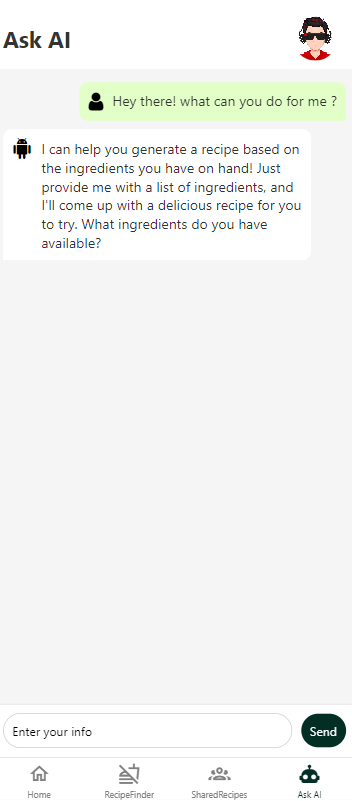 Ask AI
Hey there! what can you do for me ?
I can help you generate a recipe based on
the ingredients you have on hand! Just
provide me with a list of ingredients, and
I'll come up with a delicious recipe for you
to try. What ingredients do you have
available?
Enter your info
Send
Home
RecipeFinder
SharedRecipes
Ask AI